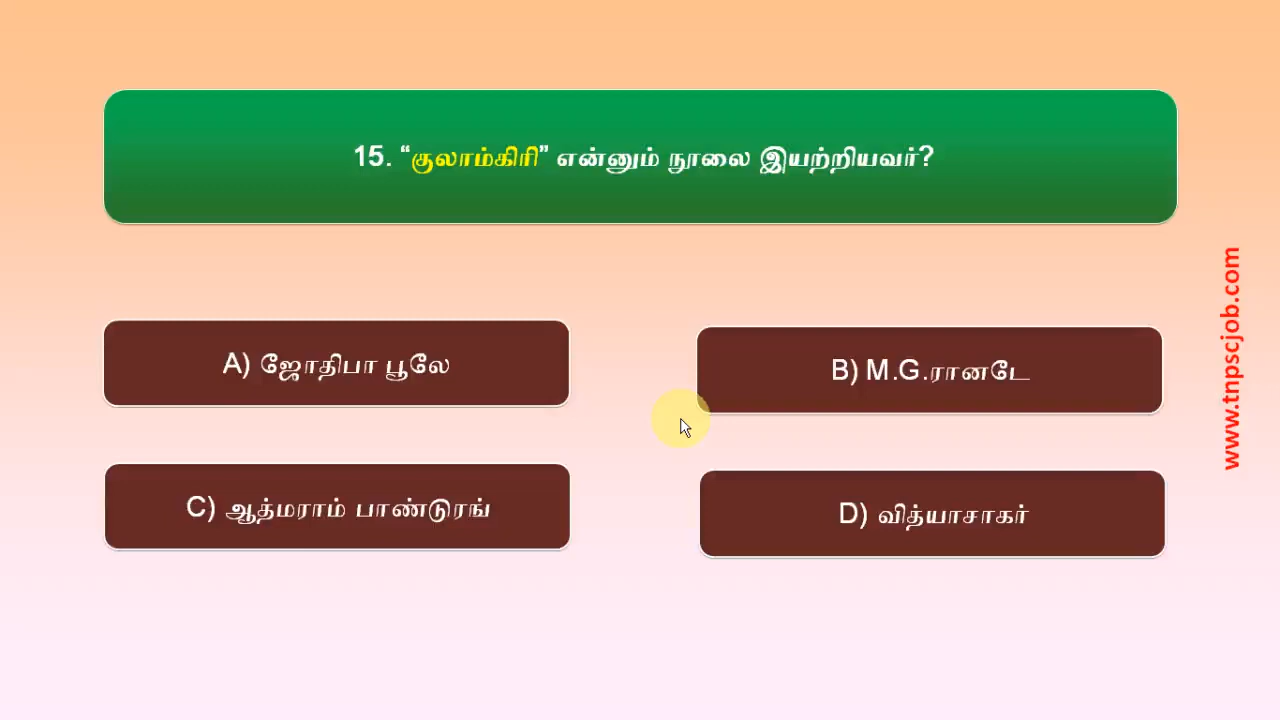 15. “குலாம்கிரி” என்னும் நூலை இயற்றியவர்?
A) ஜோதிபா பூலே
B) M.G.ரானடே
C) ஆத்மராம் பாண்டுரங்
D) வித்யாசாகர்
www.tnpscjob.com